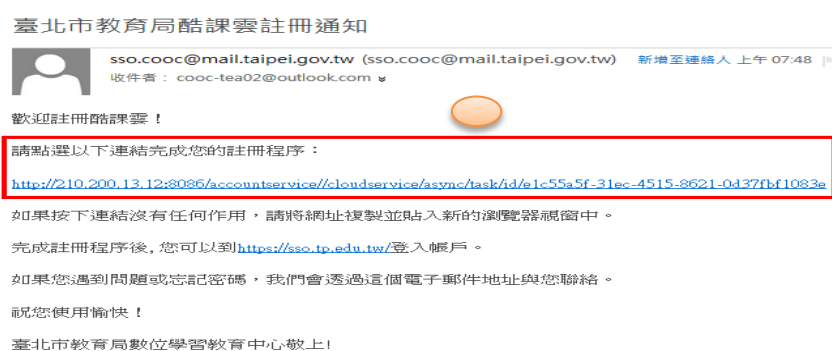 臺北市教育局酷課雲註冊通知
sso.cooc@mail.taipei.gov.tw (sso.cooc@mail.taipei.gov.tw) 新增至連絡人 上午 07:48
收件者： cooc-tea02@outlook.com
歡迎註冊酷課雲！
請點選以下連結完成您的註冊程序：
http://210.200.13.12:8086/accountservice//cloudservice/async/task/id/e1c55a5f-31ec-4515-8621-0d37fbf1083e
如果按下連結沒有任何作用，請將網址複製並貼入新的瀏覽器視窗中。
完成註冊程序後, 您可以到https://sso.tp.edu.tw/登入帳戶。
如果您遇到問題或忘記密碼，我們會透過這個電子郵件地址與您聯絡。
祝您使用愉快！
臺北市教育局數位學習教育中心敬上!